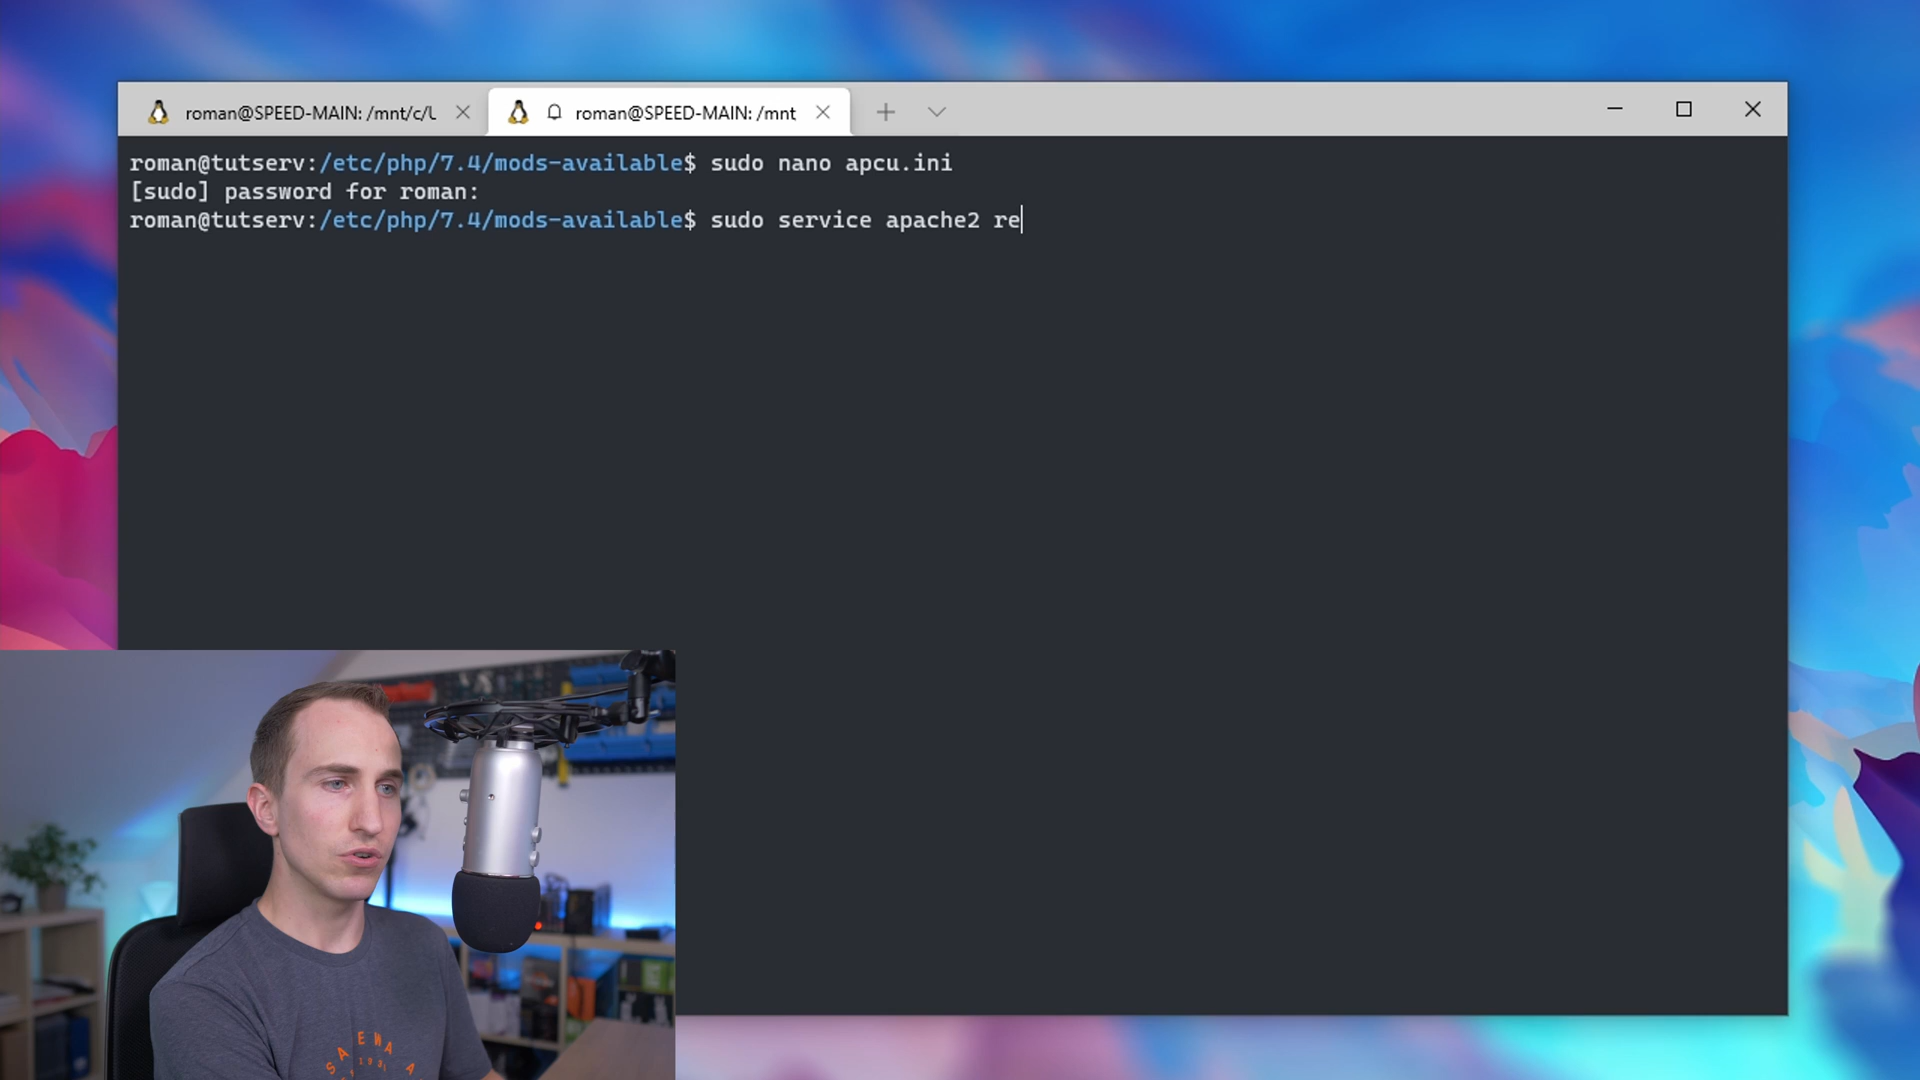 roman@SPEED-MAIN: /mnt/c/U
roman@SPEED-MAIN: /mnt
roman@tutserv:/etc/php/7.4/mods-available$ sudo nano apcu.ini
[sudo] password for roman:
roman@tutserv:/etc/php/7.4/mods-available$ sudo service apache2 re